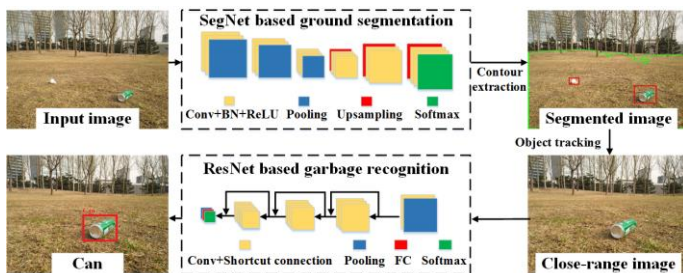 SegNet based ground segmentation
Conv+BN+ReLU Pooling Upsampling Softmax
Input image
Contour
extraction
Segmented image
Object tracking
ResNet based garbage recognition
Conv+Shortcut connection Pooling FC Softmax
Can
Close-range image